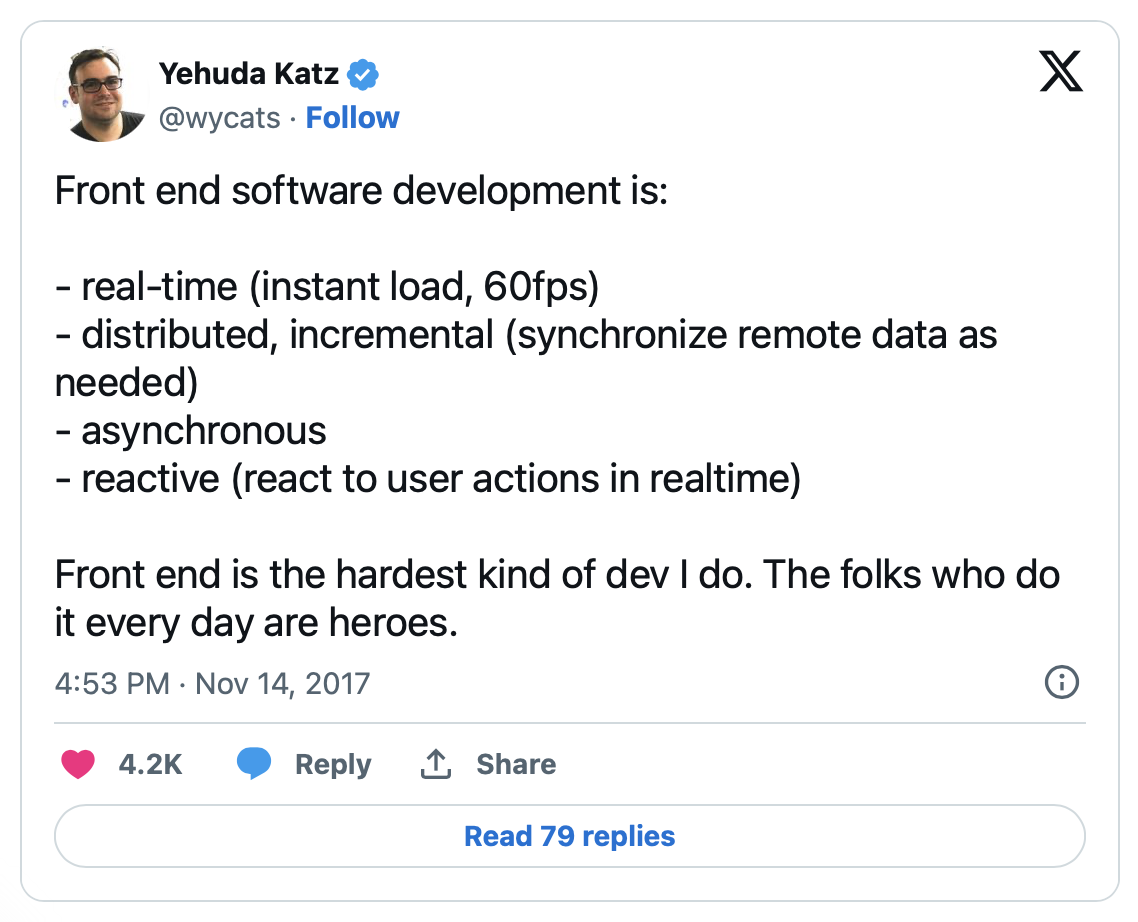 Yehuda Katz
@wycats · Follow
Front end software development is:
- real-time (instant load, 60fps)
- distributed, incremental (synchronize remote data as
needed)
- asynchronous
- reactive (react to user actions in realtime)
Front end is the hardest kind of dev I do. The folks who do
it every day are heroes.
4:53 PM · Nov 14, 2017
4.2K Reply Share
Read 79 replies